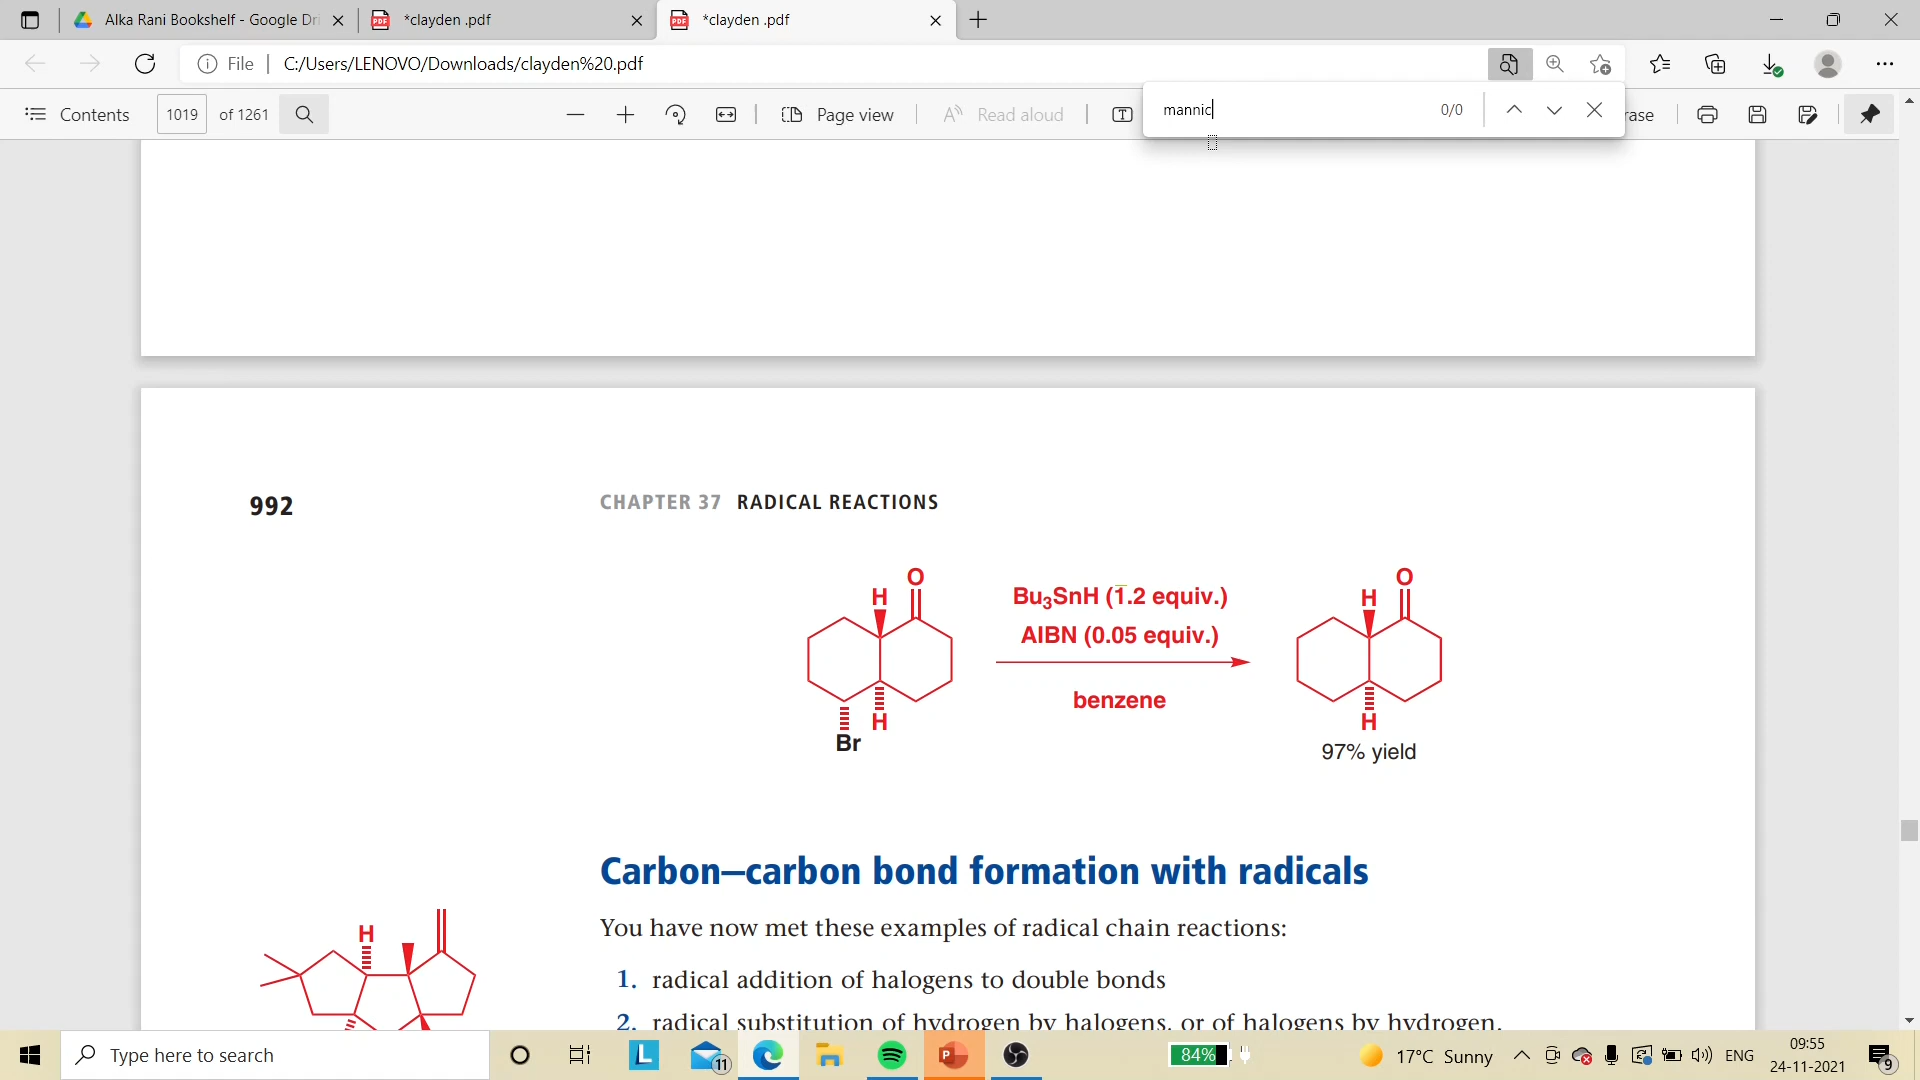 Alka Rani Bookshelf - Google Dri
*clayden .pdf
*clayden .pdf
File
C:/Users/LENOVO/Downloads/clayden%20.pdf
Contents
1019 of 1261
Page view
Read aloud
mannic
0/0
rase
992
CHAPTER 37 RADICAL REACTIONS
H O
H
Br
Bu₃SnH (1.2 equiv.)
AIBN (0.05 equiv.)
benzene
H O
H
97% yield
Carbon–carbon bond formation with radicals
You have now met these examples of radical chain reactions:
1. radical addition of halogens to double bonds
2. radical substitution of hydrogen by halogens, or of halogens by hydrogen.
H
Type here to search
L
11
P
84%
17°C Sunny
ENG
09:55
24-11-2021
9